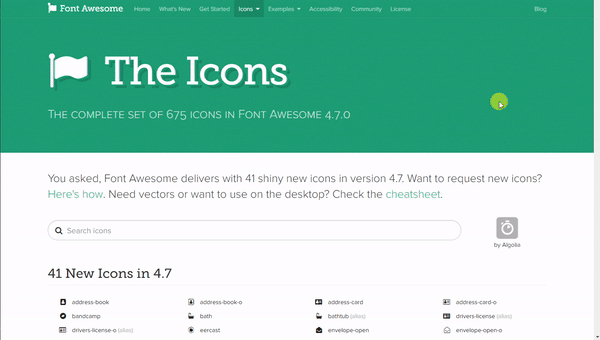 Font Awesome Home What's New Get Started Icons Examples Accessibility Community License Blog
The Icons
The complete set of 675 icons in Font Awesome 4.7.0
You asked, Font Awesome delivers with 41 shiny new icons in version 4.7. Want to request new icons?
Here's how. Need vectors or want to use on the desktop? Check the cheatsheet.
Search icons
by Algolia
41 New Icons in 4.7
address-book address-book-o address-card address-card-o
bandcamp bath bathtub (alias) drivers-license (alias)
drivers-license-o (alias) eercast envelope-open envelope-open-o